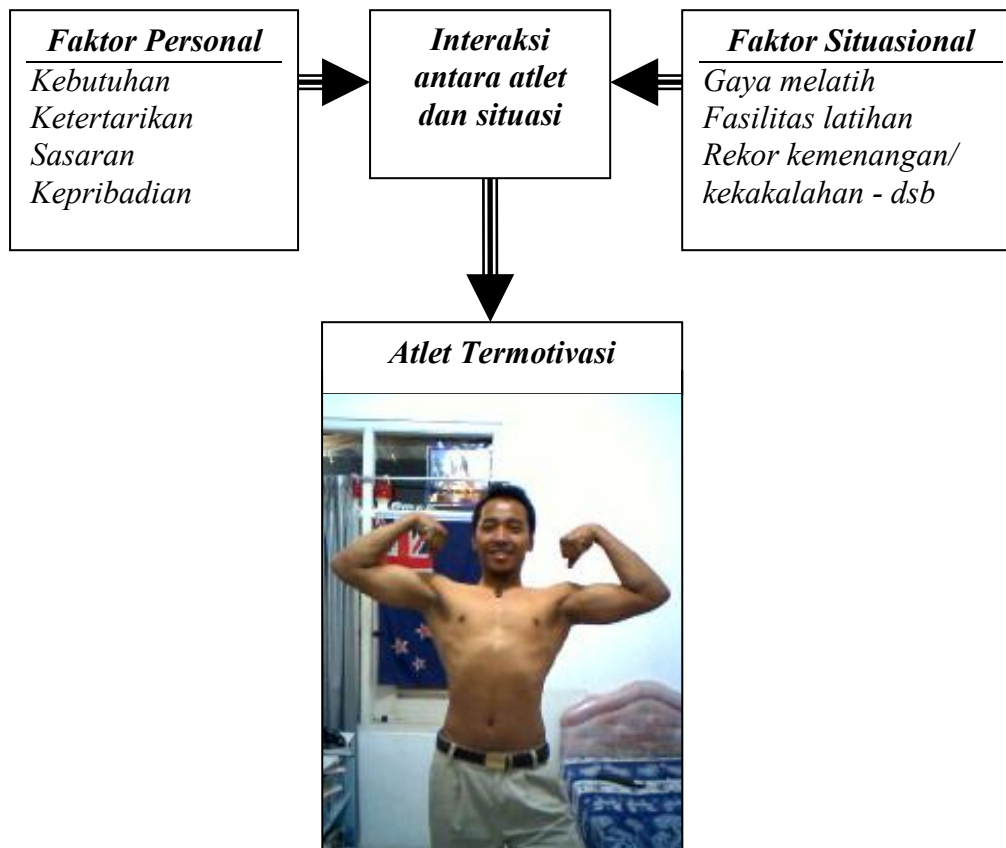 Faktor Personal
Kebutuhan
Ketertarikan
Sasaran
Kepribadian
Interaksi
antara atlet
dan situasi
Faktor Situasional
Gaya melatih
Fasilitas latihan
Rekor kemenangan/
kekakalahan - dsb
Atlet Termotivasi